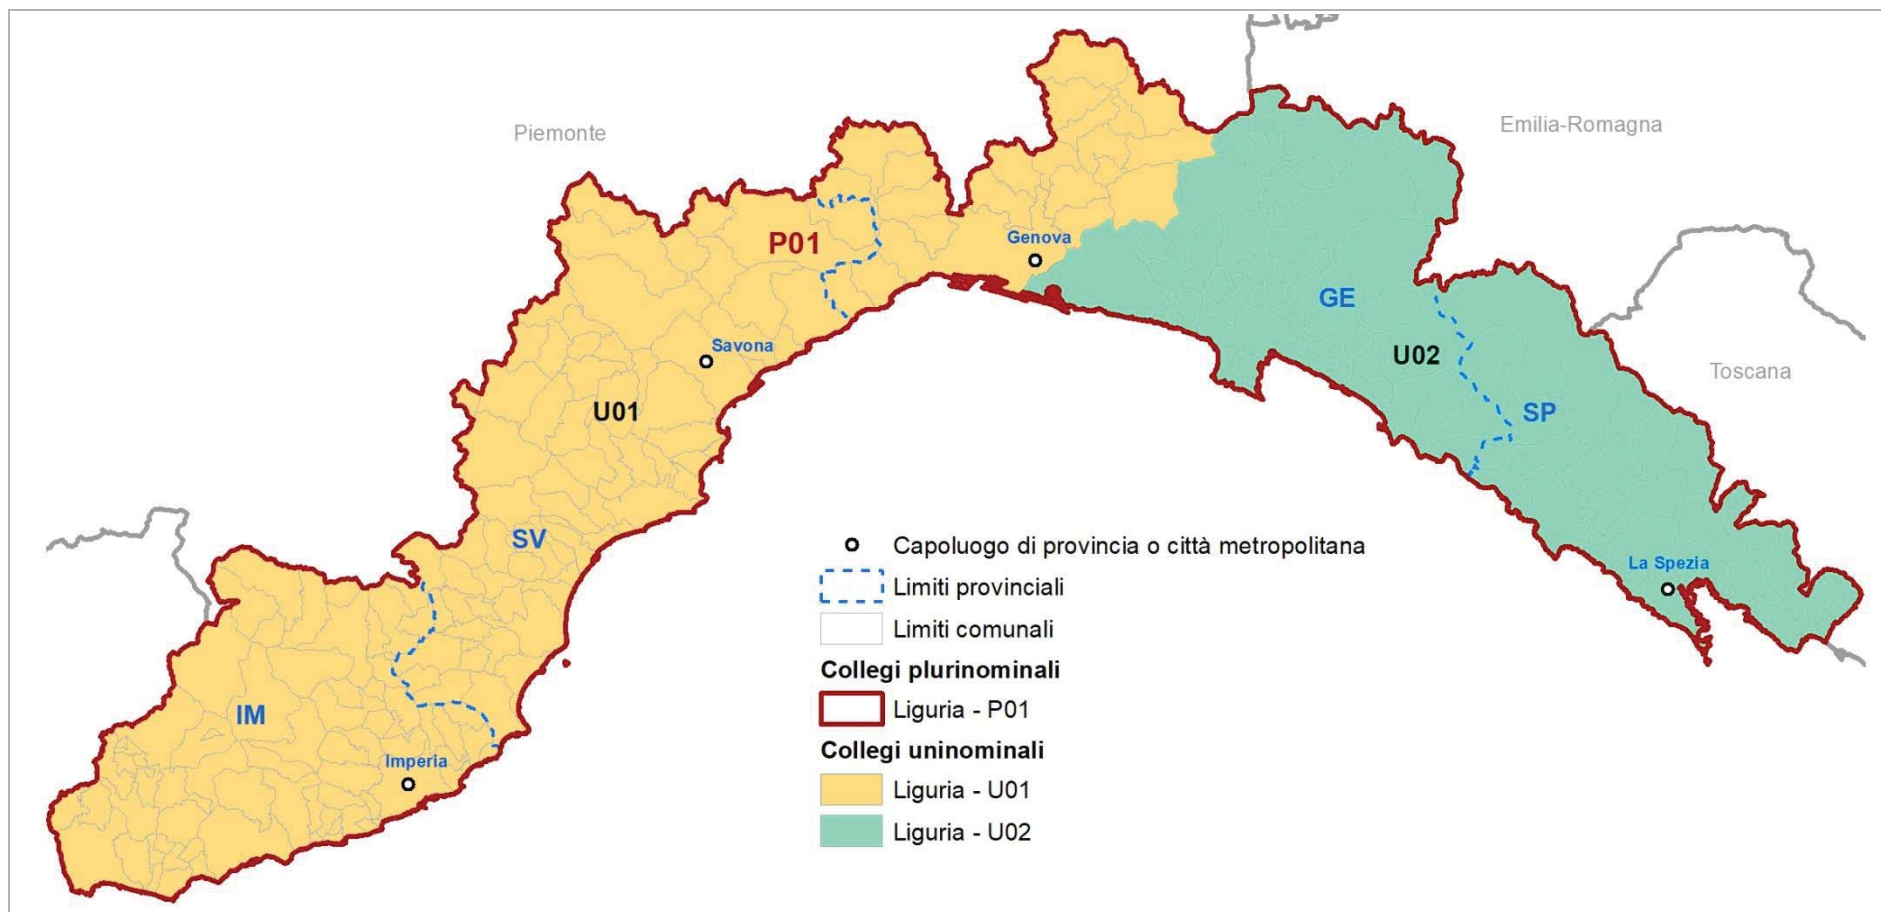 Piemonte
Emilia-Romagna
P01
Genova
GE
Savona
U02
Toscana
U01
SP
SV
La Spezia
IM
Imperia
Capoluogo di provincia o città metropolitana
Limiti provinciali
Limiti comunali
Collegi plurinominali
Liguria - P01
Collegi uninominali
Liguria - U01
Liguria - U02